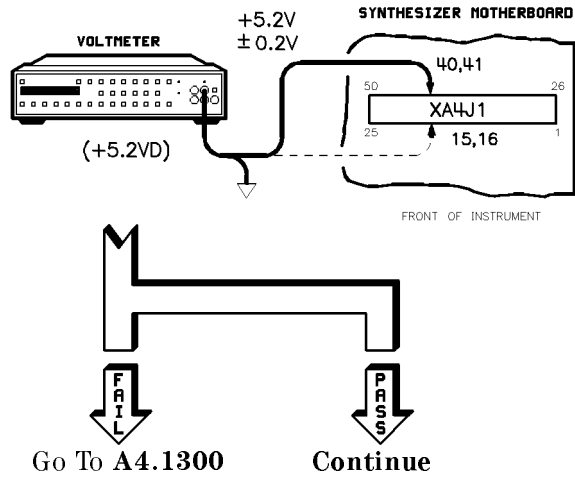 SYNTHESIZER MOTHERBOARD
+5.2V
± 0.2V
VOLTMETER
40,41
50
26
XA4J1
25
1
15,16
(+5.2VD)
FRONT OF INSTRUMENT
FAIL
PASS
Go To A4.1300
Continue